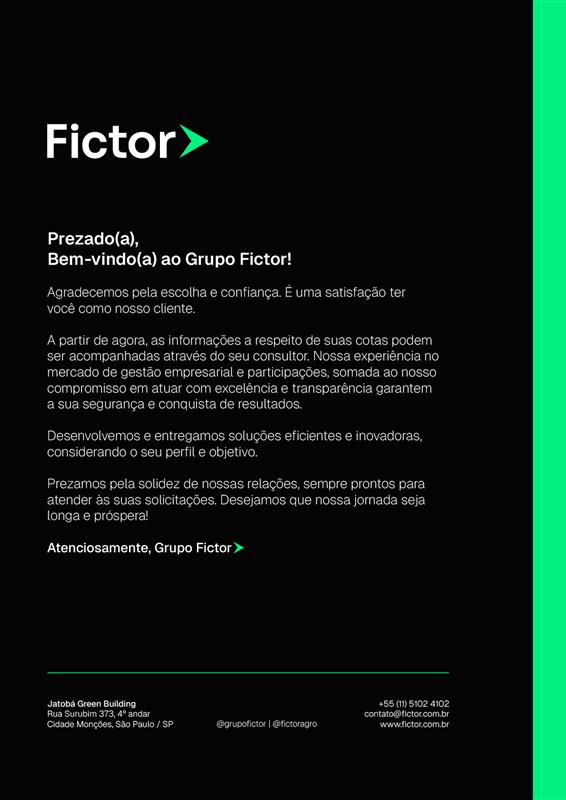 Fictor
Prezado(a),
Bem-vindo(a) ao Grupo Fictor!
Agradecemos pela escolha e confiança. É uma satisfação ter
você como nosso cliente.
A partir de agora, as informações a respeito de suas cotas podem
ser acompanhadas através do seu consultor. Nossa experiência no
mercado de gestão empresarial e participações, somada ao nosso
compromisso em atuar com excelência e transparência garantem
a sua segurança e conquista de resultados.
Desenvolvemos e entregamos soluções eficientes e inovadoras,
considerando o seu perfil e objetivo.
Prezamos pela solidez de nossas relações, sempre prontos para
atender às suas solicitações. Desejamos que nossa jornada seja
longa e próspera!
Atenciosamente, Grupo Fictor
Jatobá Green Building
Rua Surubim 373, 4º andar
Cidade Monções, São Paulo / SP
@grupofictor | @fictoragro
+55 (11) 5102 4102
contato@fictor.com.br
www.fictor.com.br